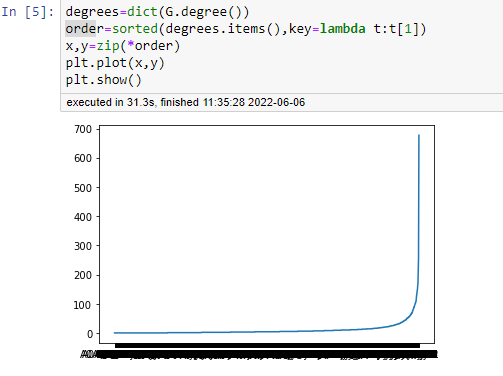 In [5]: degrees=dict(G.degree())
order=sorted(degrees.items(),key=lambda t:t[1])
x,y=zip(*order)
plt.plot(x,y)
plt.show()
executed in 31.3s, finished 11:35:28 2022-06-06
700
600
500
400
300
200
100
0